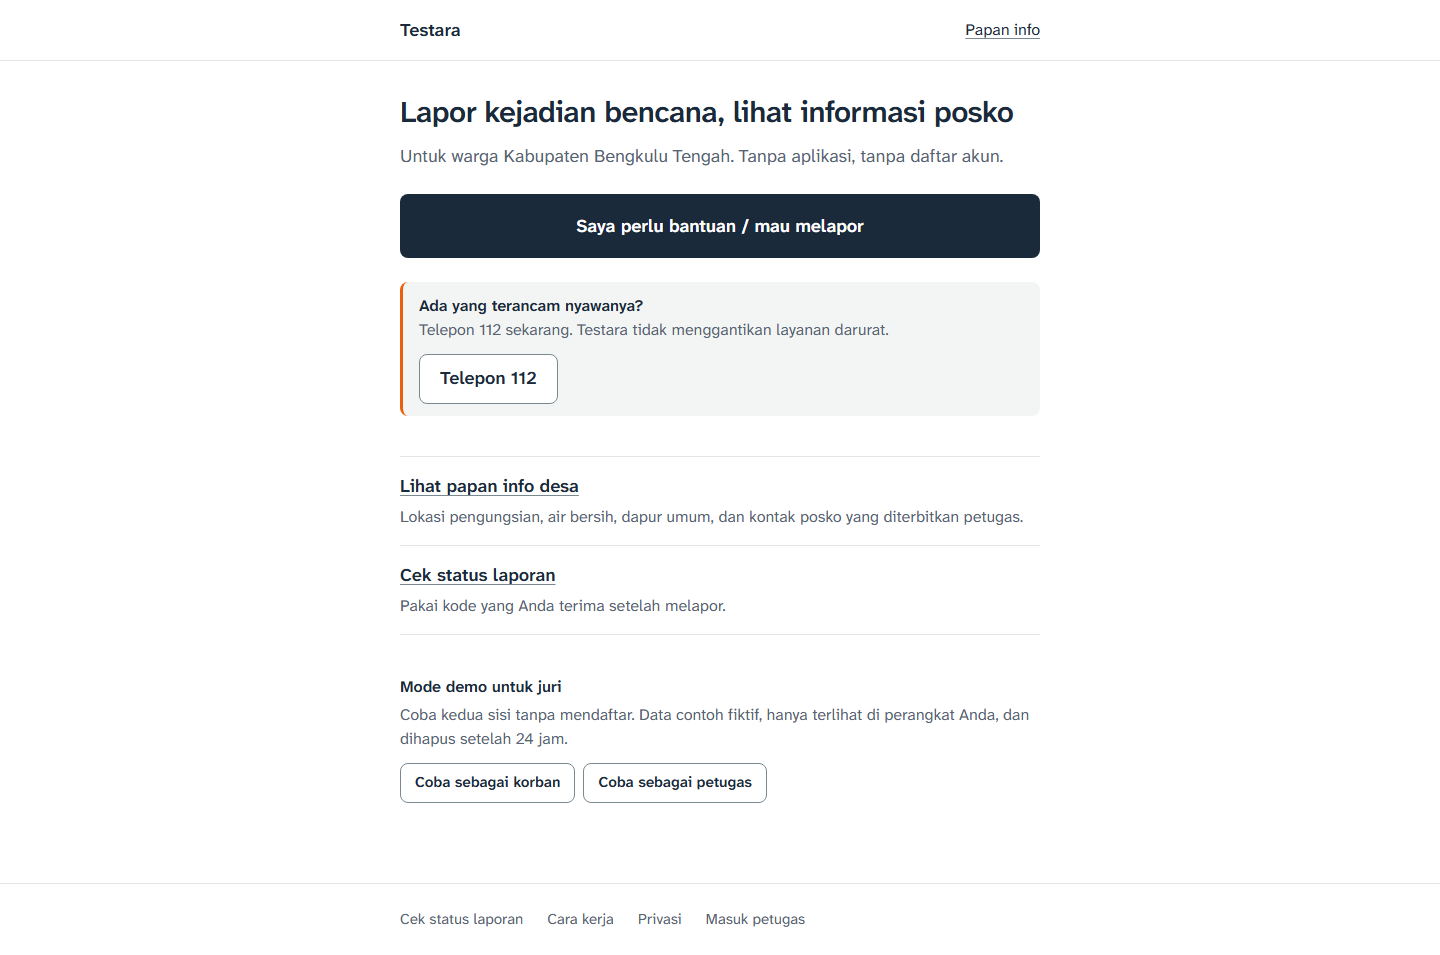 Testara
Papan info
Lapor kejadian bencana, lihat informasi posko
Untuk warga Kabupaten Bengkulu Tengah. Tanpa aplikasi, tanpa daftar akun.
Saya perlu bantuan / mau melapor
Ada yang terancam nyawanya?
Telepon 112 sekarang. Testara tidak menggantikan layanan darurat.
Telepon 112
Lihat papan info desa
Lokasi pengungsian, air bersih, dapur umum, dan kontak posko yang diterbitkan petugas.
Cek status laporan
Pakai kode yang Anda terima setelah melapor.
Mode demo untuk juri
Coba kedua sisi tanpa mendaftar. Data contoh fiktif, hanya terlihat di perangkat Anda, dan
dihapus setelah 24 jam.
Coba sebagai korban
Coba sebagai petugas
Cek status laporan
Cara kerja
Privasi
Masuk petugas